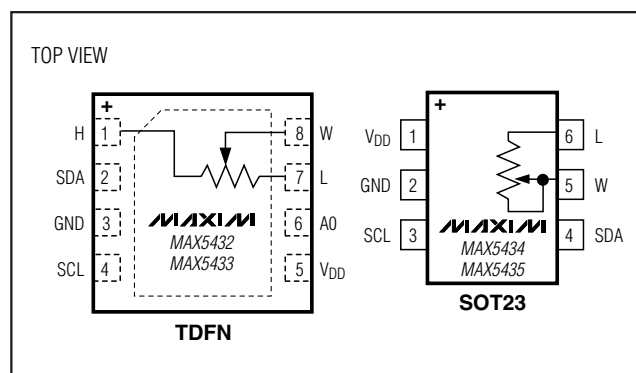 TOP VIEW
+
H 1
8 W
SDA 2
7 L
GND 3
6 A0
SCL 4
5 VDD
MAXIM
MAX5432
MAX5433
TDFN
+
VDD 1
6 L
GND 2
5 W
SCL 3
4 SDA
MAXIM
MAX5434
MAX5435
SOT23